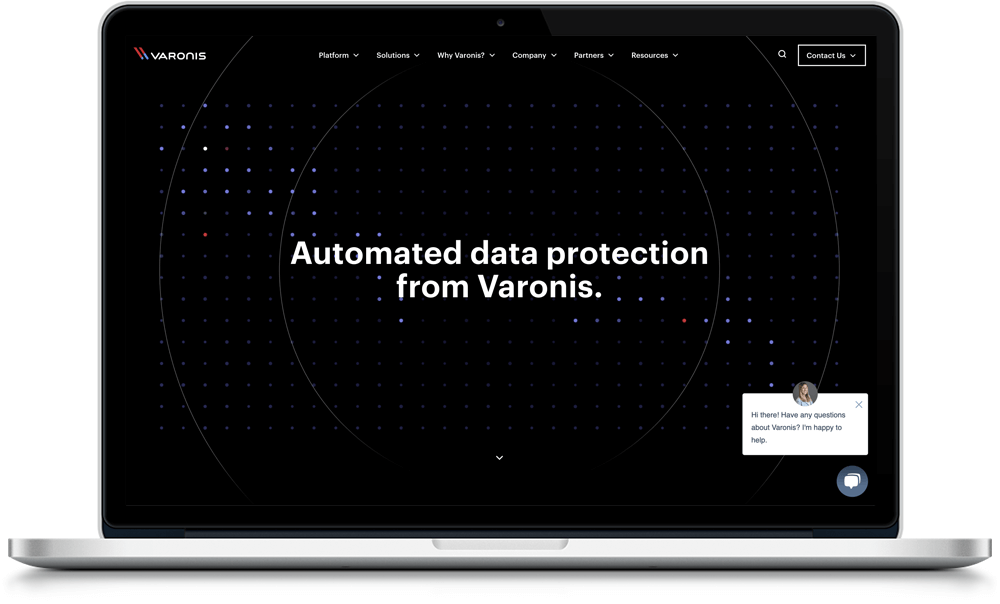 VARONIS
Platform
Solutions
Why Varonis?
Company
Partners
Resources
Contact Us
Automated data protection
from Varonis.
Hi there! Have any questions
about Varonis? I'm happy to
help.